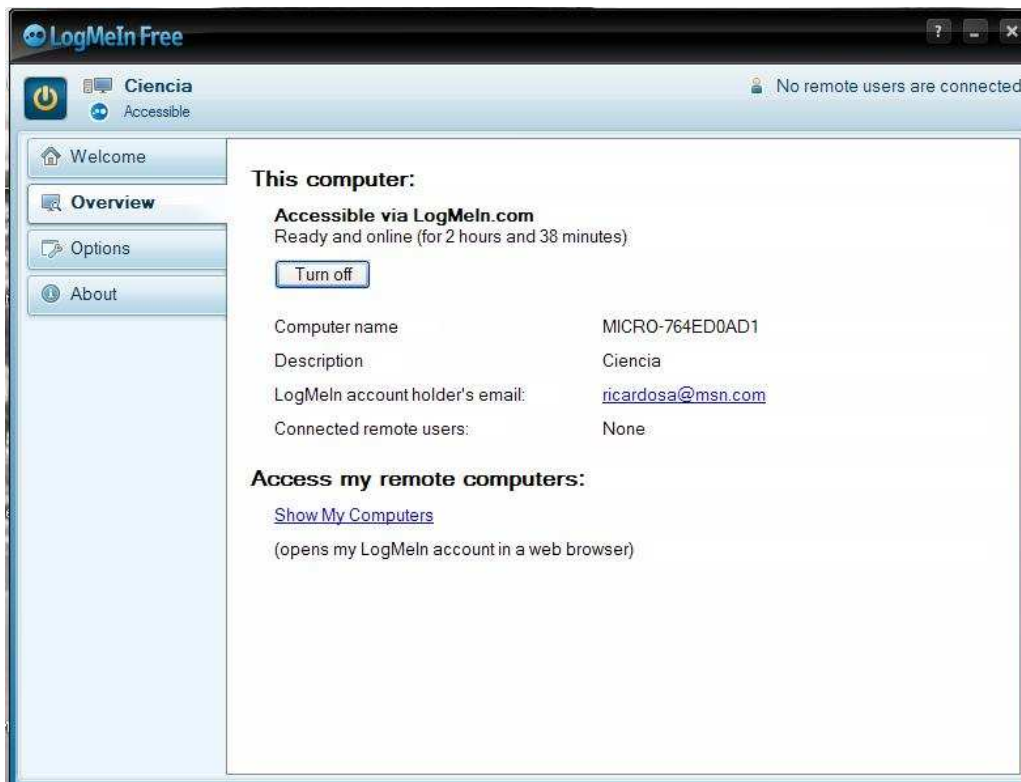 LogMeIn Free
Ciencia
Accessible
No remote users are connected
Welcome
Overview
Options
About
This computer:
Accessible via LogMeIn.com
Ready and online (for 2 hours and 38 minutes)
Turn off
Computer name MICRO-764ED0AD1
Description Ciencia
LogMeIn account holder's email: ricardosa@msn.com
Connected remote users: None
Access my remote computers:
Show My Computers
(opens my LogMeIn account in a web browser)